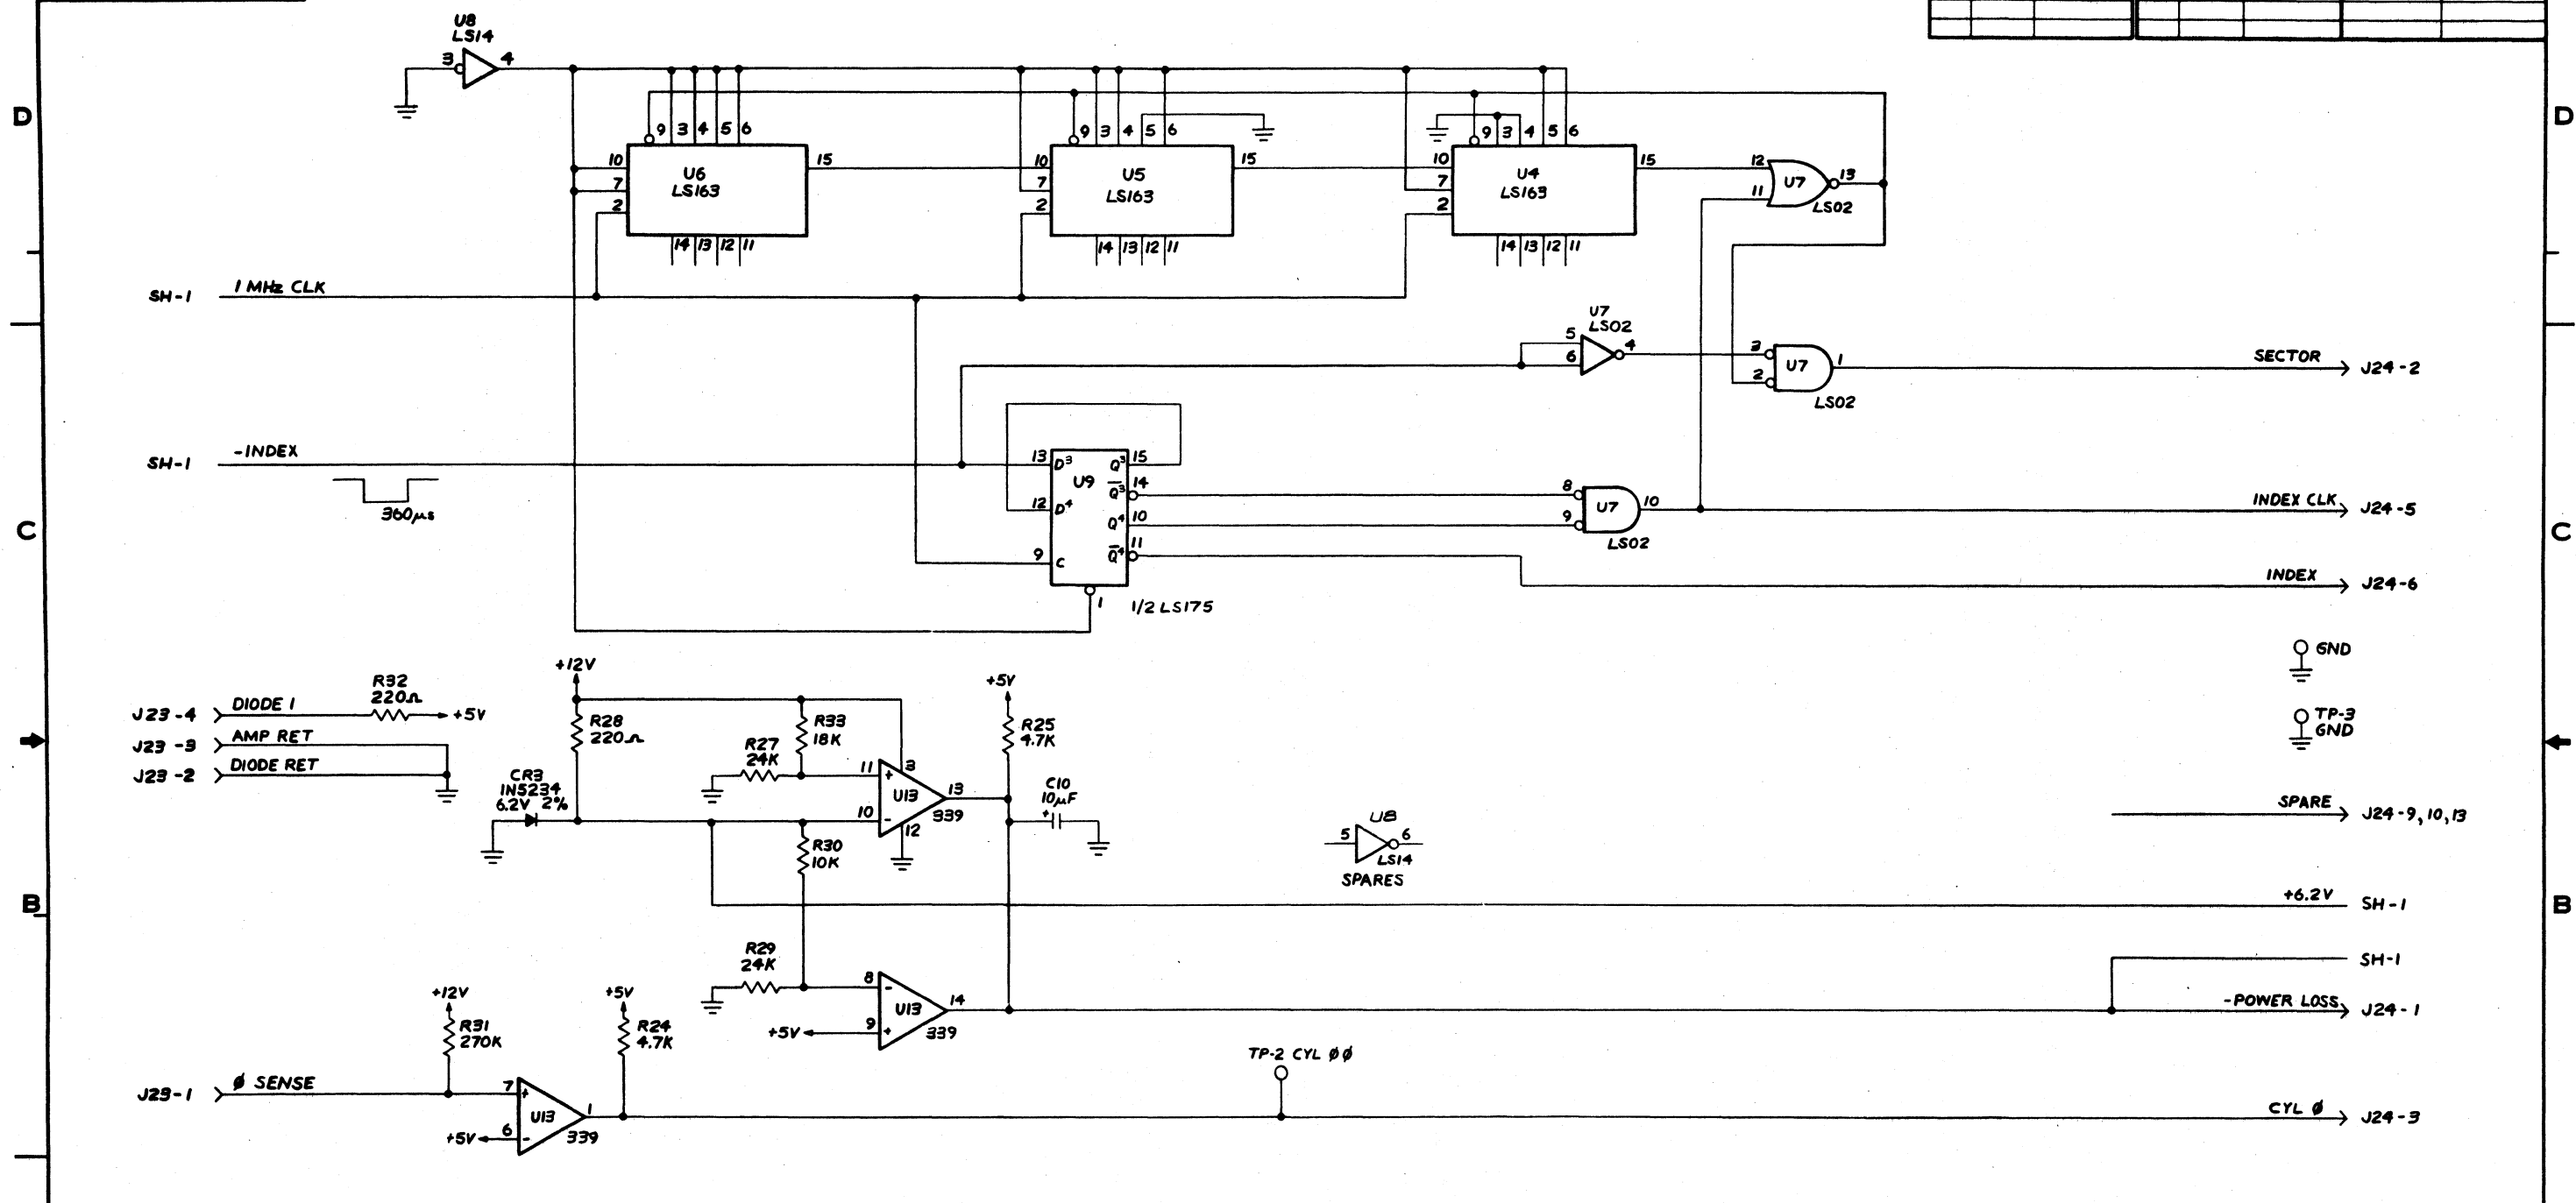 U8
LS14
3
4
D
D
9 3 4 5 6
9 3 4 5 6
9 3 4 5 6
10
7
2
U6
LS163
15
10
7
2
U5
LS163
15
10
7
2
U4
LS163
15
12
11
U7
13
LS02
14 13 12 11
14 13 12 11
14 13 12 11
SH-1
1 MHz CLK
U7
LS02
5
6
4
3
2
U7
1
LS02
SECTOR
J24-2
SH-1
-INDEX
360µs
13
D3
Q3
15
U9
Q3
14
12
D4
Q4
10
Q4
11
9
C
1
1/2 LS175
8
9
U7
10
LS02
INDEX CLK
J24-5
INDEX
J24-6
C
C
GND
TP-3
GND
J23-4
DIODE 1
R32
220Ω
+5V
J23-3
AMP RET
J23-2
DIODE RET
+12V
R28
220Ω
R33
18K
R27
24K
CR3
1N5234
6.2V 2%
11
+
3
U13
13
10
-
12
339
+5V
R25
4.7K
C10
10µF
+
R30
10K
5
U8
6
LS14
SPARES
SPARE
J24-9,10,13
B
B
+6.2V
SH-1
R29
24K
8
-
U13
14
+5V
9
+
339
SH-1
-POWER LOSS
J24-1
+12V
R31
270K
+5V
R24
4.7K
J23-1
Ø SENSE
7
+
U13
1
+5V
6
-
339
TP-2 CYL ØØ
CYL Ø
J24-3